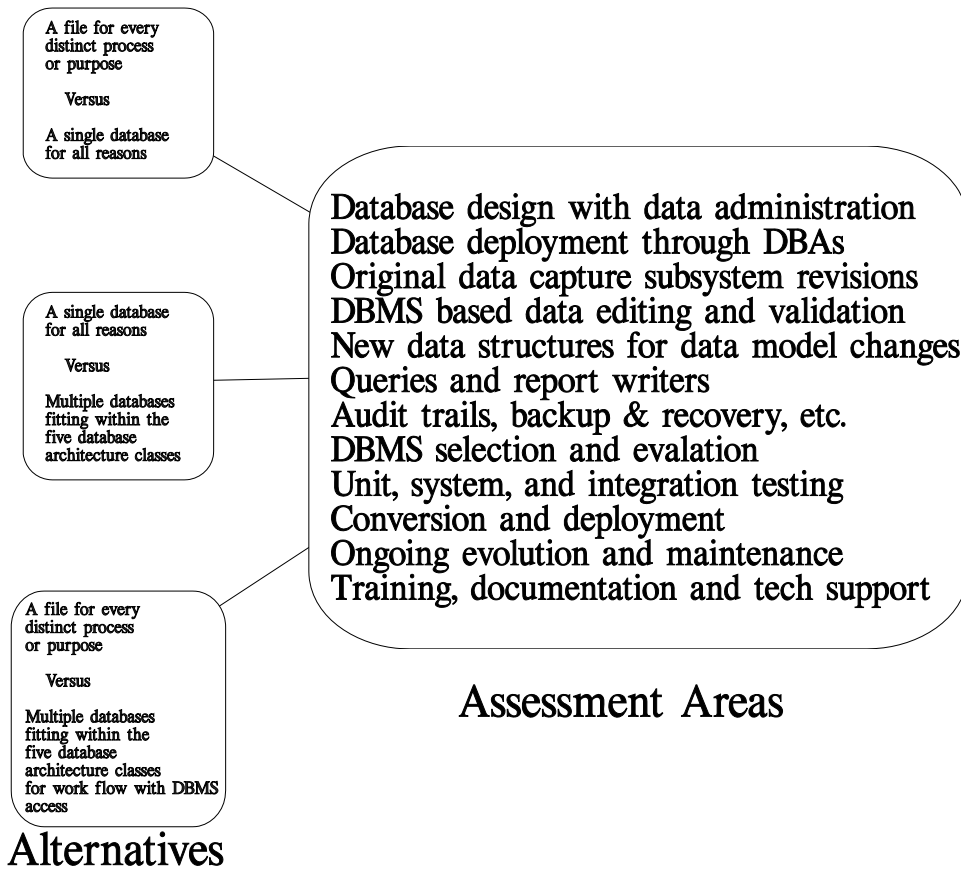 A file for every
distinct process
or purpose
Versus
A single database
for all reasons
A single database
for all reasons
Versus
Multiple databases
fitting within the
five database
architecture classes
A file for every
distinct process
or purpose
Versus
Multiple databases
fitting within the
five database
architecture classes
for work flow with DBMS
access
Alternatives
Database design with data administration
Database deployment through DBAs
Original data capture subsystem revisions
DBMS based data editing and validation
New data structures for data model changes
Queries and report writers
Audit trails, backup & recovery, etc.
DBMS selection and evalation
Unit, system, and integration testing
Conversion and deployment
Ongoing evolution and maintenance
Training, documentation and tech support
Assessment Areas